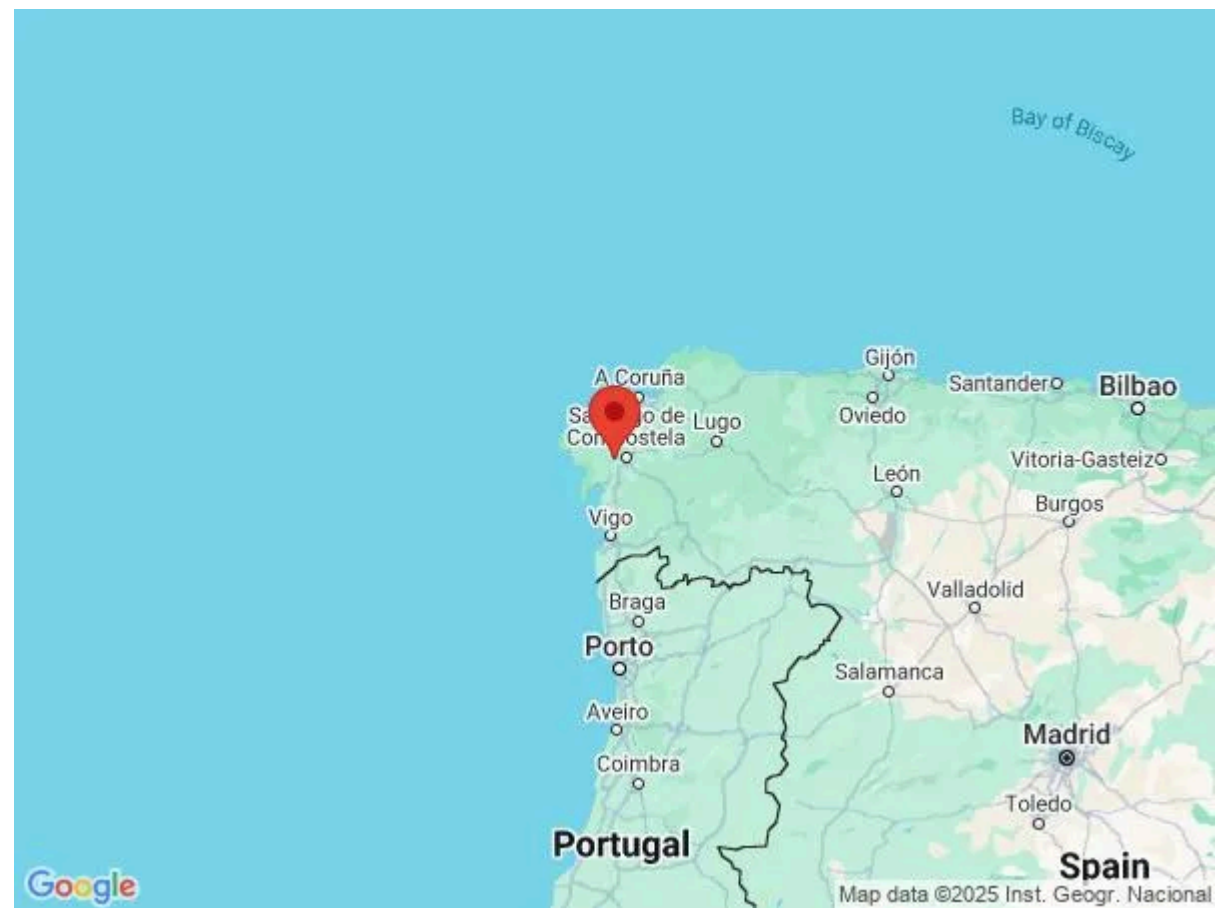 Bay of Biscay
Gijón
A Coruña
Santander
Bilbao
Oviedo
Lugo
Vitoria-Gasteiz
León
Burgos
Vigo
Valladolid
Braga
Porto
Salamanca
Aveiro
Madrid
Coimbra
Toledo
Portugal
Spain
Google
Map data ©2025 Inst. Geogr. Nacional